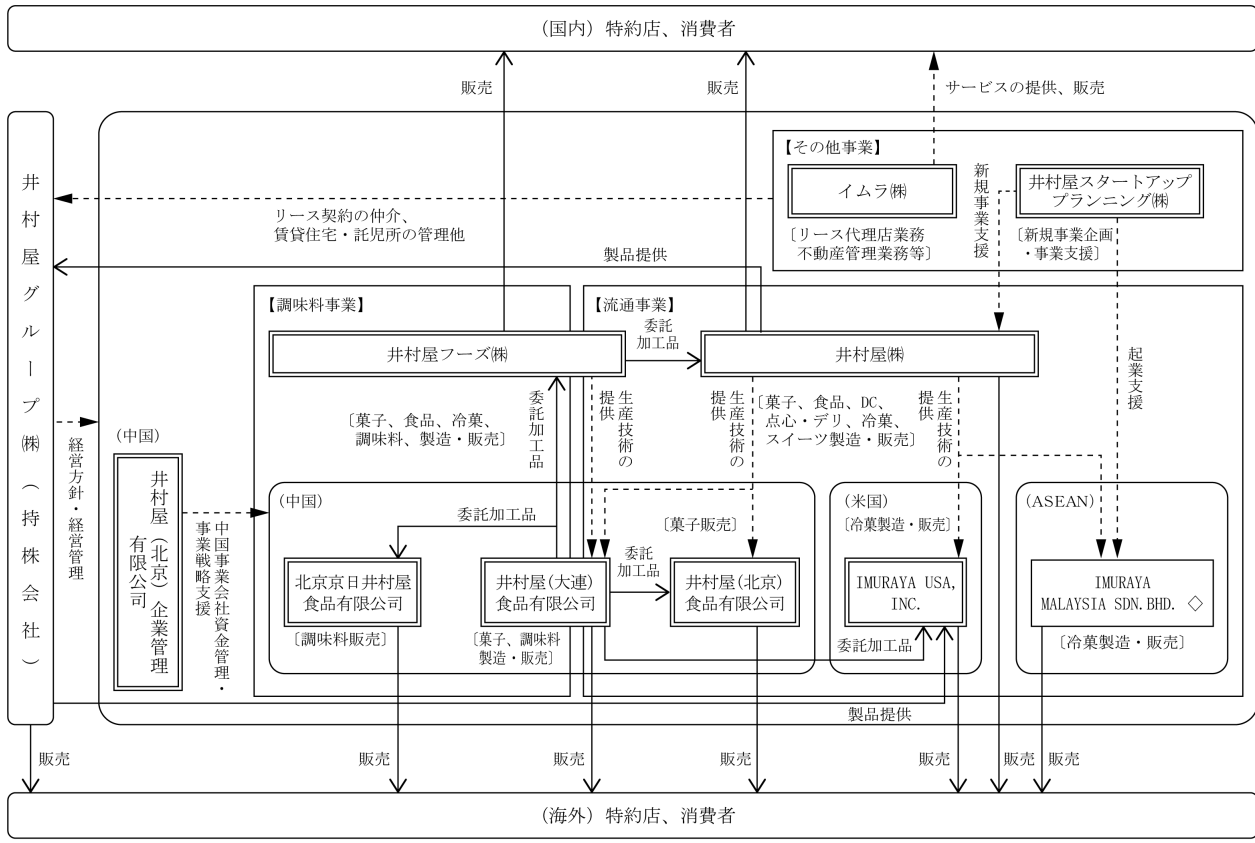 (国内)特約店、消費者
販売
販売
サービスの提供、販売
井村屋グループ㈱(持株会社)
【その他事業】
イムラ㈱
〔リース代理店業務
不動産管理業務等〕
新規事業支援
井村屋スタートアップ
プランニング㈱
〔新規事業企画
・事業支援〕
リース契約の仲介、
賃貸住宅・託児所の管理他
製品提供
【調味料事業】
【流通事業】
井村屋フーズ㈱
委託
加工品
井村屋㈱
起業支援
〔菓子、食品、冷菓、
調味料、製造・販売〕
委託加工品
生産技術の
提供
生産技術の
提供
〔菓子、食品、DC、
点心・デリ、冷菓、
スイーツ製造・販売〕
生産技術の
提供
経営方針・経営管理
(中国)
井村屋(北京)企業管理
有限公司
中国事業会社資金管理・
事業戦略支援
(中国)
委託加工品
〔菓子販売〕
(米国)
〔冷菓製造・販売〕
(ASEAN)
北京京日井村屋
食品有限公司
〔調味料販売〕
井村屋(大連)
食品有限公司
〔菓子、調味料
製造・販売〕
委託
加工品
井村屋(北京)
食品有限公司
IMURAYA USA,
INC.
委託加工品
IMURAYA
MALAYSIA SDN.BHD. ◇
〔冷菓製造・販売〕
製品提供
販売
販売
販売
販売
販売
販売
販売
(海外)特約店、消費者